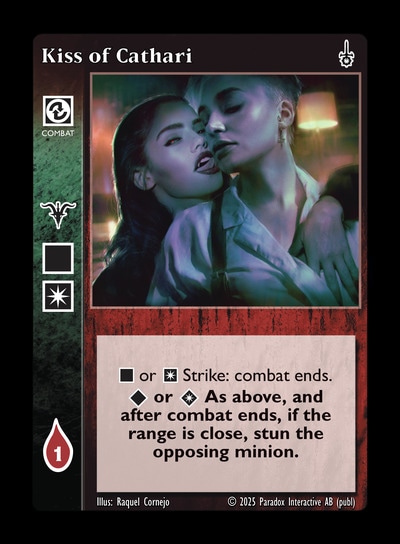 Kiss of Cathari
COMBAT
or Strike: combat ends.
or As above, and
after combat ends, if the
range is close, stun the
opposing minion.
1
Illus: Raquel Cornejo © 2025 Paradox Interactive AB (publ)